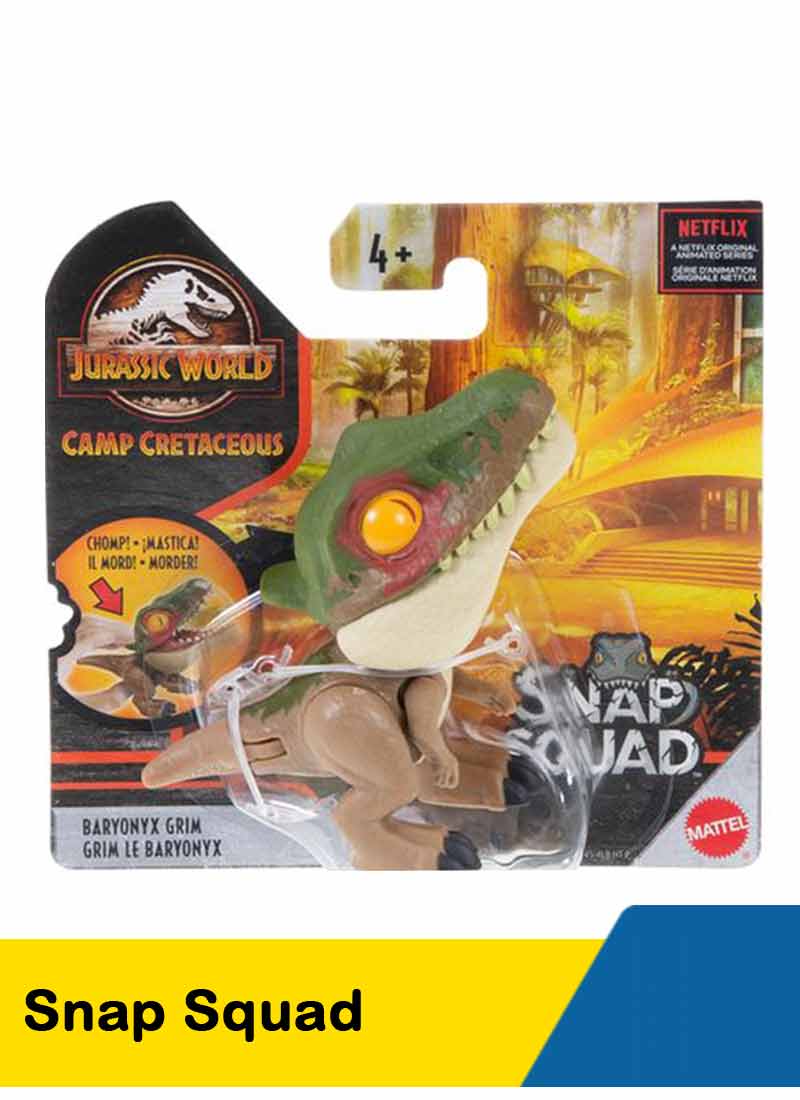 4+
NETFLIX
A NETFLIX ORIGINAL
ANIMATED SERIES
SÉRIE D'ANIMATION
ORIGINALE NETFLIX
JURASSIC WORLD
CAMP CRETACEOUS
CHOMP! • ¡MASTICA!
IL MORD! • MORDER!
SNAP
SQUAD™
BARYONYX GRIM
GRIM LE BARYONYX
MATTEL
®
Snap Squad